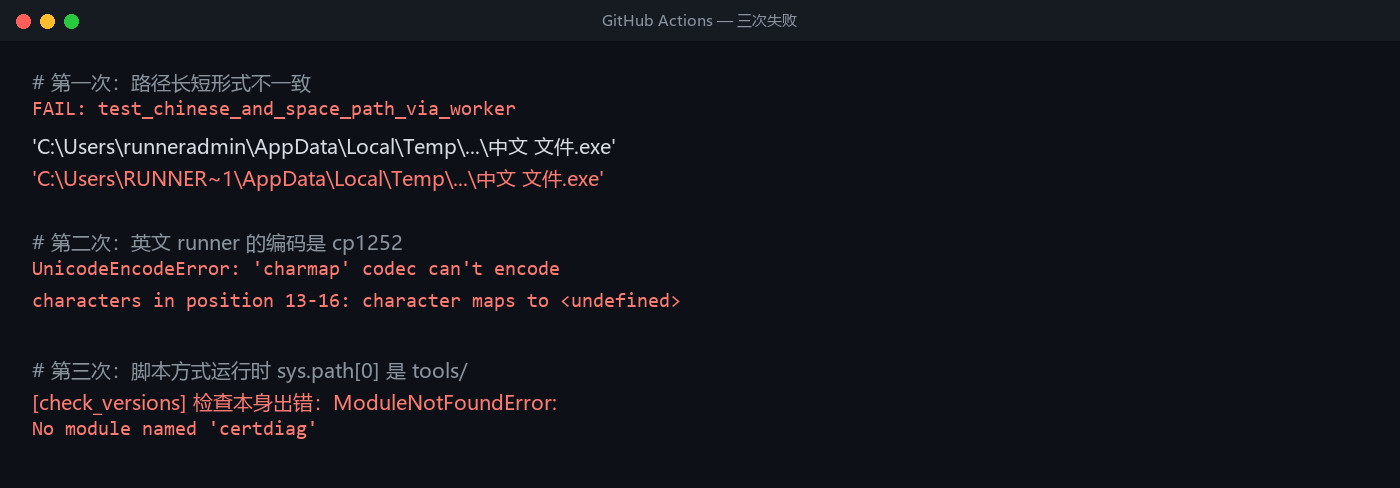 GitHub Actions — 三次失败
# 第一次：路径长短形式不一致
FAIL: test_chinese_and_space_path_via_worker
'C:\Users\runneradmin\AppData\Local\Temp\...\中文 文件.exe'
'C:\Users\RUNNER~1\AppData\Local\Temp\...\中文 文件.exe'
# 第二次：英文 runner 的编码是 cp1252
UnicodeEncodeError: 'charmap' codec can't encode
characters in position 13-16: character maps to <undefined>
# 第三次：脚本方式运行时 sys.path[0] 是 tools/
[check_versions] 检查本身出错：ModuleNotFoundError:
No module named 'certdiag'